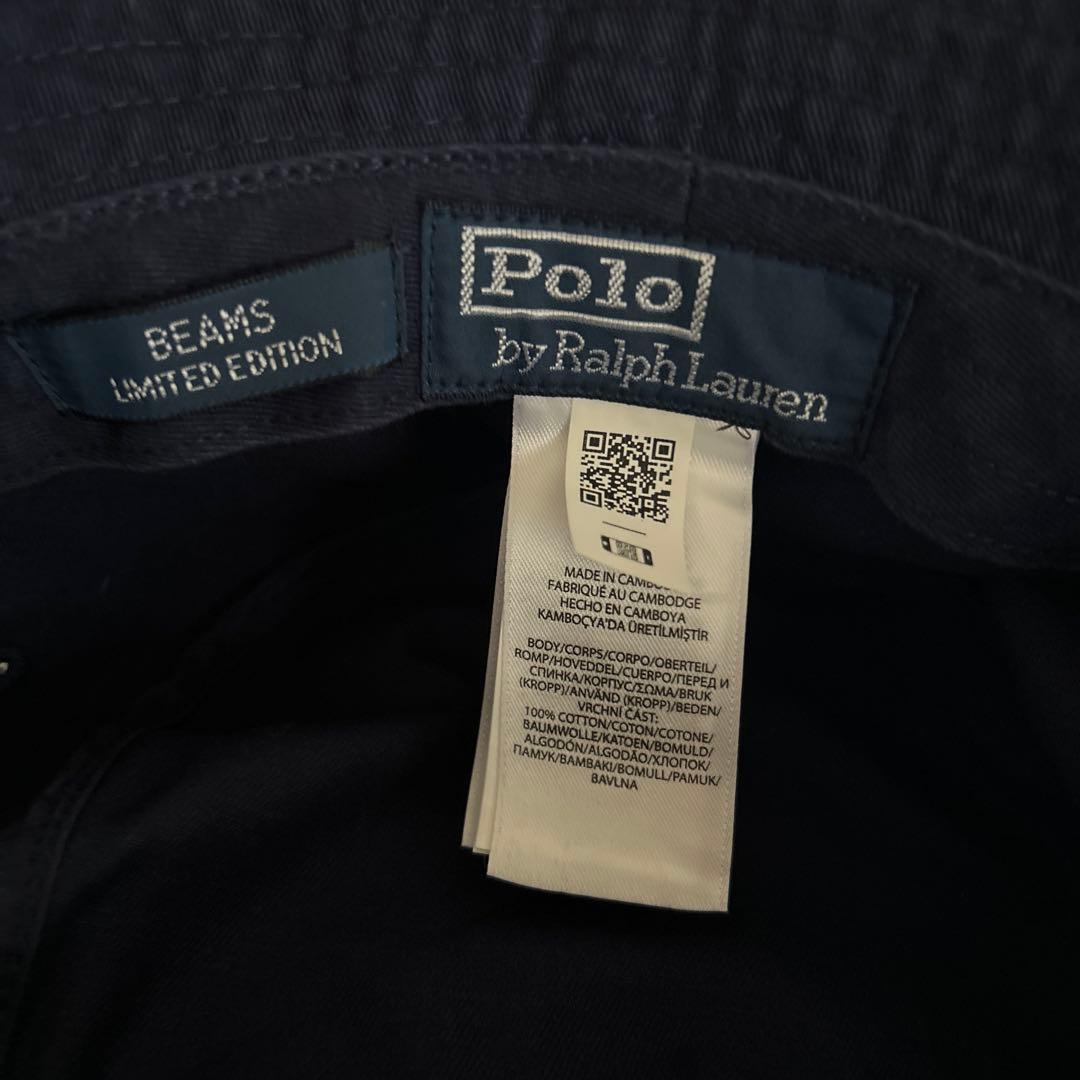 BEAMS
LIMITED EDITION
Polo
by Ralph Lauren
MADE IN
FABRIQUÉ AU CAMBODGE
HECHO EN CAMBOYA
KAMBOÇYA'DA ÜRETİLMİŞTİR
BODY/CORPS/CORPO/OBERTEIL/
ROMP/HOVEDDEL/CUERPO/ПЕРЕД И
СПИНКА/КОРПУС/ΣΩΜΑ/BRUK
(KROPP)/ANVÄND (KROPP)/BEDEN/
VRCHNÍ ČÁST:
100% COTTON/COTON/COTONE/
BAUMWOLLE/KATOEN/BOMULD/
ALGODÓN/ALGODÃO/ХЛОПОК/
ПАМУК/ΒΑΜΒΑΚΙ/BOMULL/PAMUK/
BAVLNA